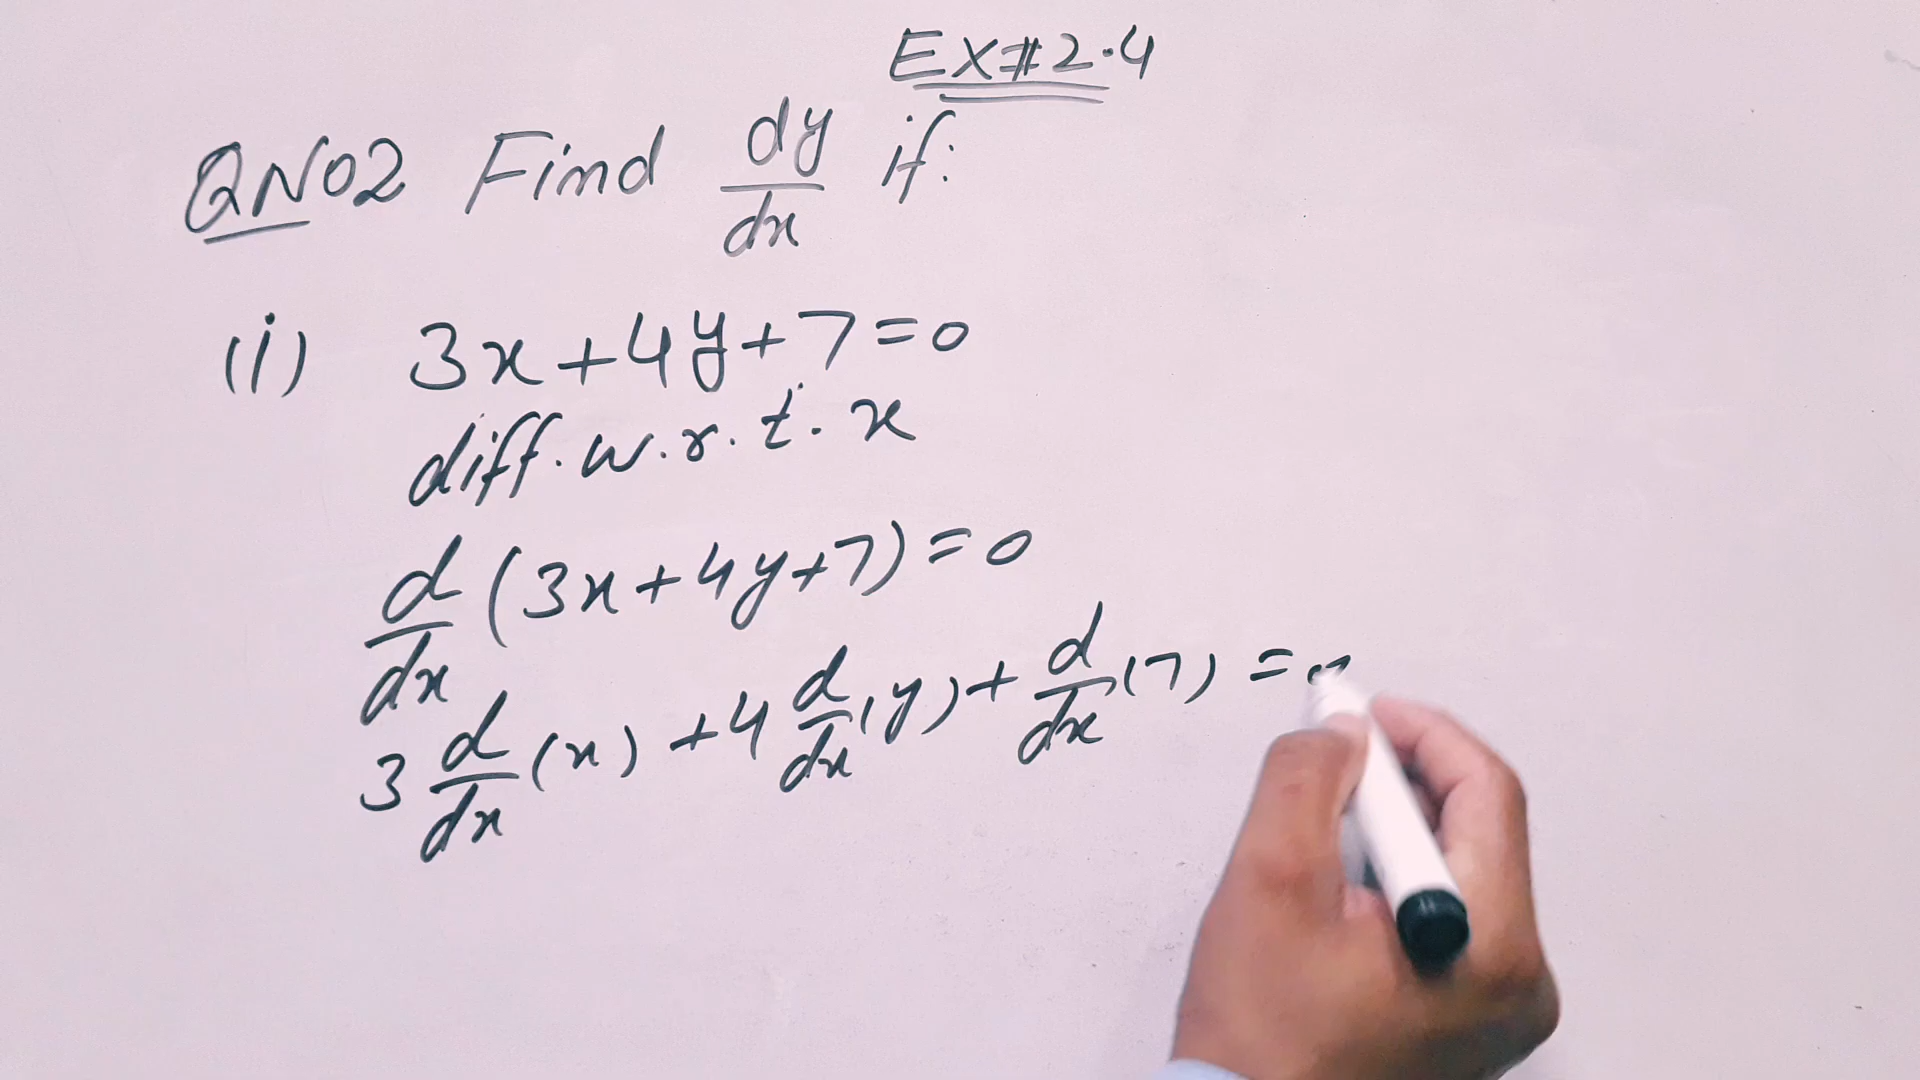 EX#2.4
QNO2 Find dy/dx if:
(i) 3x+4y+7=0
diff.w.r.t.x
d/dx (3x+4y+7)=0
3 d/dx (x) +4 d/dx (y)+ d/dx (7) =